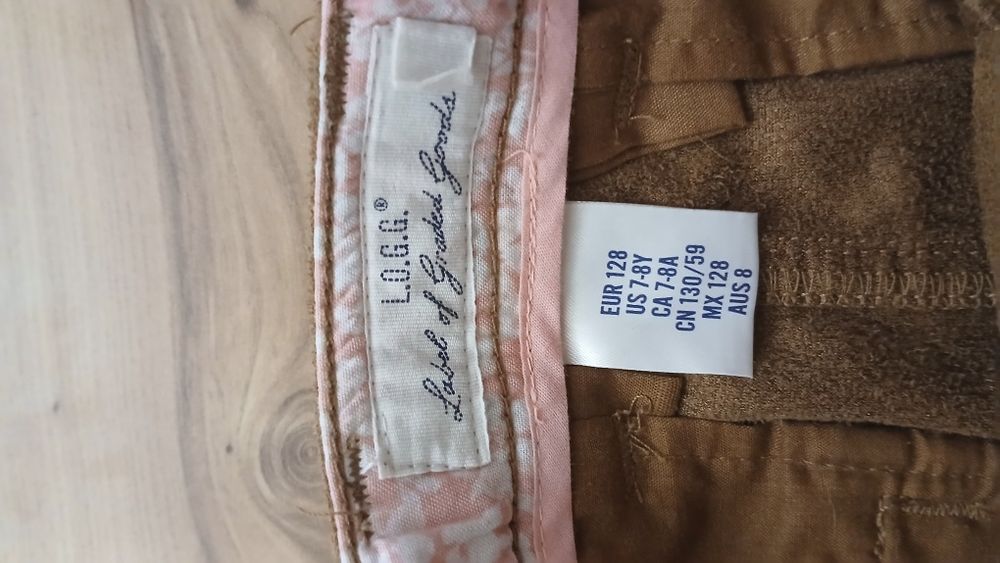 L.O.G.G.®
Label of Graded Goods
EUR 128
US 7-8Y
CA 7-8A
CN 130/59
MX 128
AUS 8